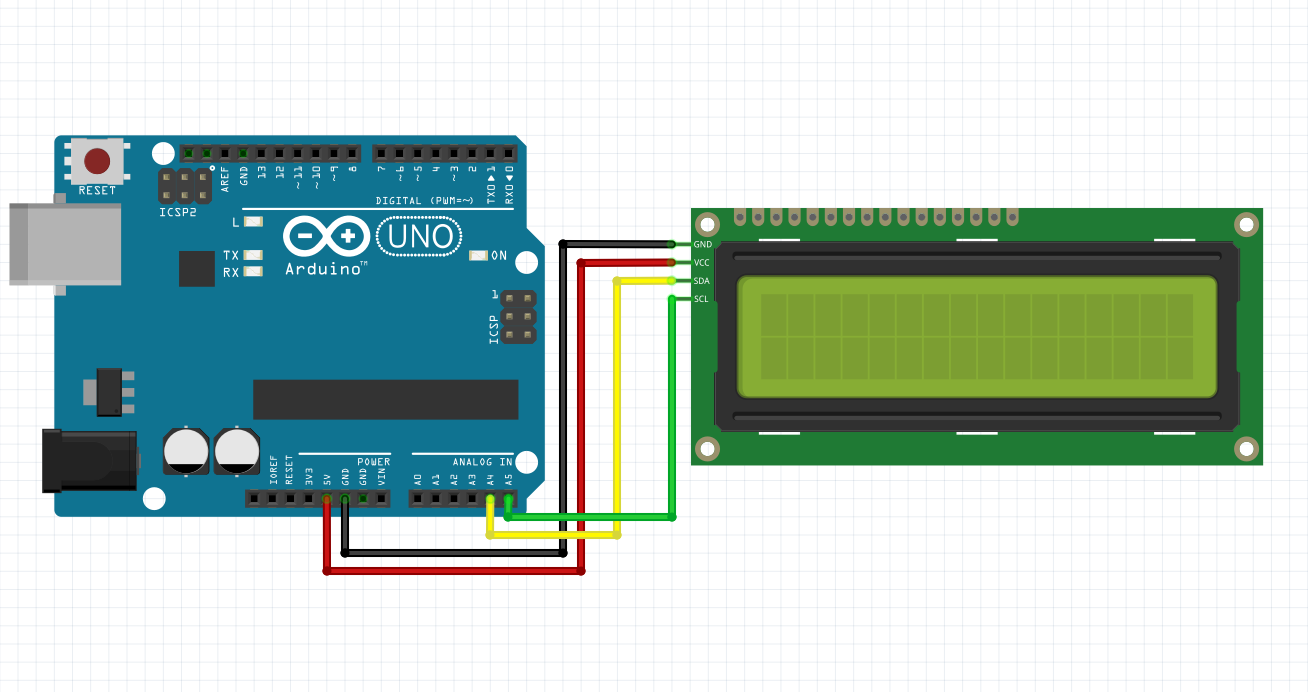 RESET
ICSP2
AREF
GND
13
12
~11
~10
~9
8
7
~6
~5
4
~3
2
TX0▶1
RX0◀0
DIGITAL (PWM=~)
L
TX
RX
Arduino™
UNO
ON
1
ICSP
IOREF
RESET
3V3
5V
GND
GND
VIN
POWER
ANALOG IN
A0
A1
A2
A3
A4
A5
GND
VCC
SDA
SCL